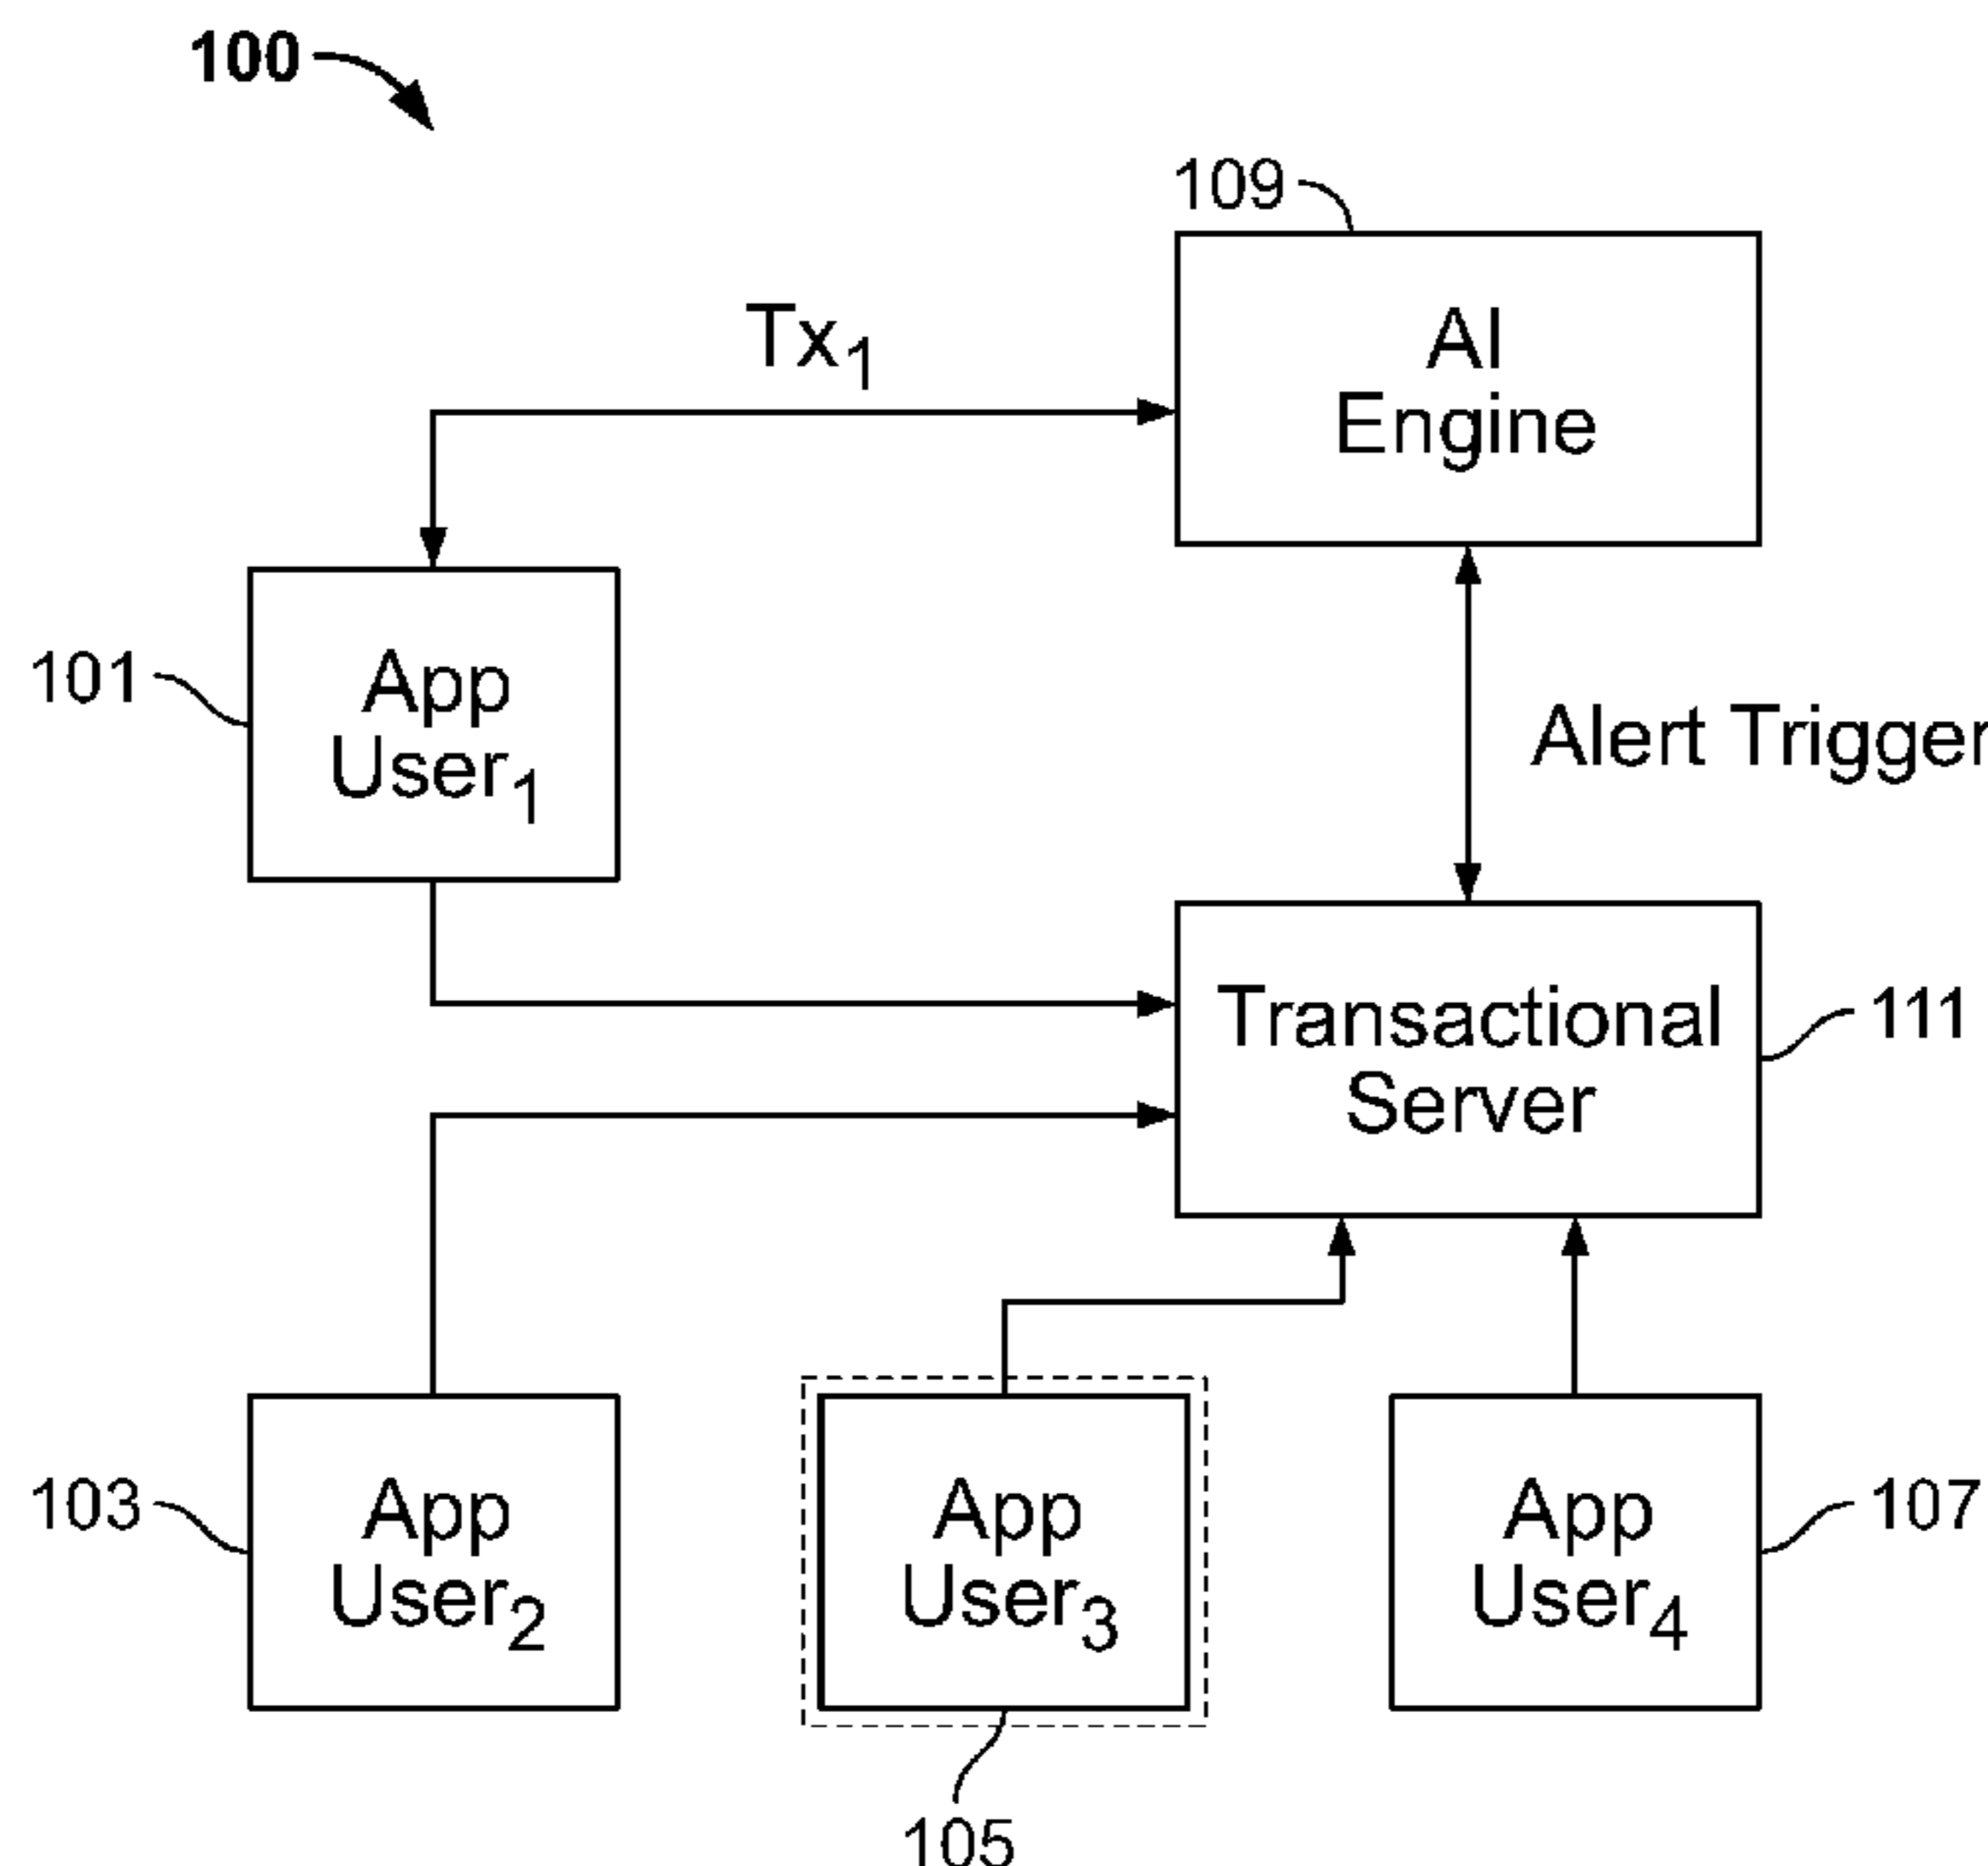 100
109
AI
Engine
Tx₁
101
App
User₁
Alert Trigger
Transactional
Server
111
103
App
User₂
App
User₃
App
User₄
107
105